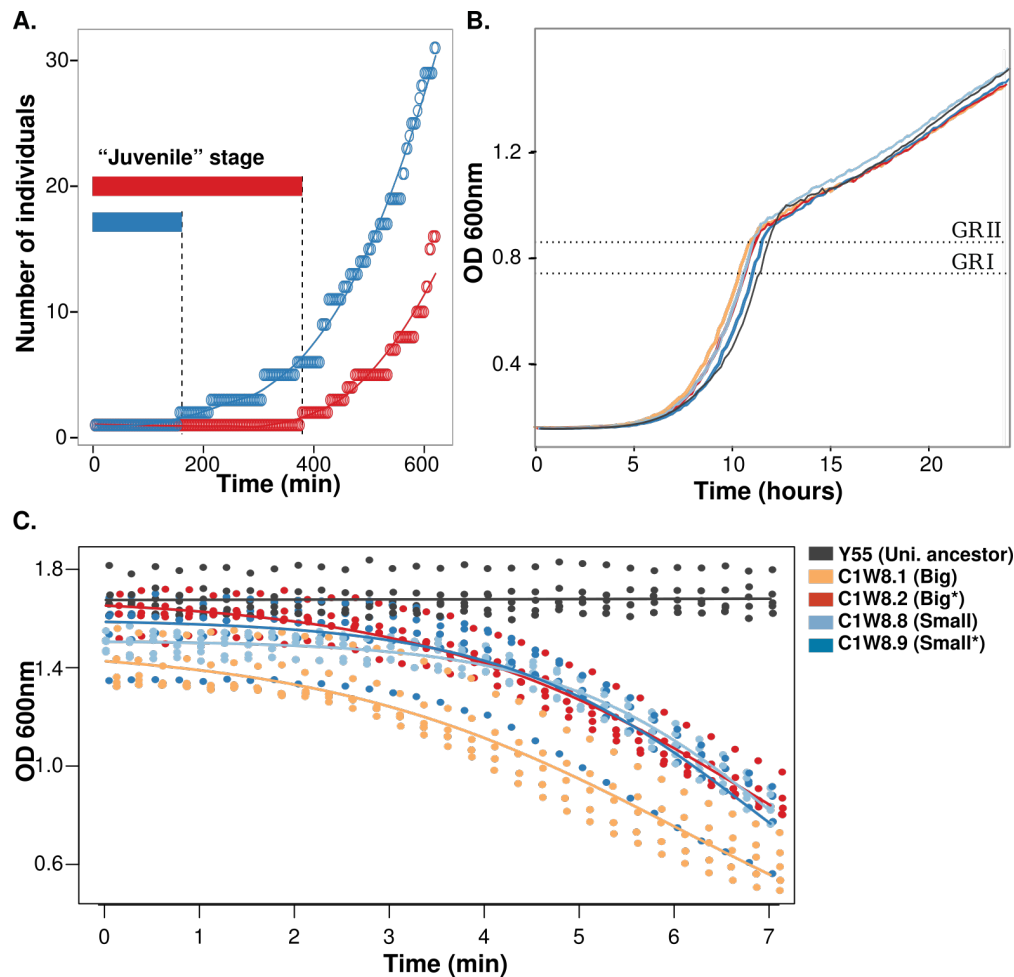 A.
B.
30
20
10
0
Number of individuals
“Juvenile” stage
0
200
400
600
Time (min)
1.2
0.8
0.4
OD 600nm
GR II
GR I
0
5
10
15
20
Time (hours)
C.
1.8
1.4
1.0
0.6
OD 600nm
0
1
2
3
4
5
6
7
Time (min)
Y55 (Uni. ancestor)
C1W8.1 (Big)
C1W8.2 (Big*)
C1W8.8 (Small)
C1W8.9 (Small*)